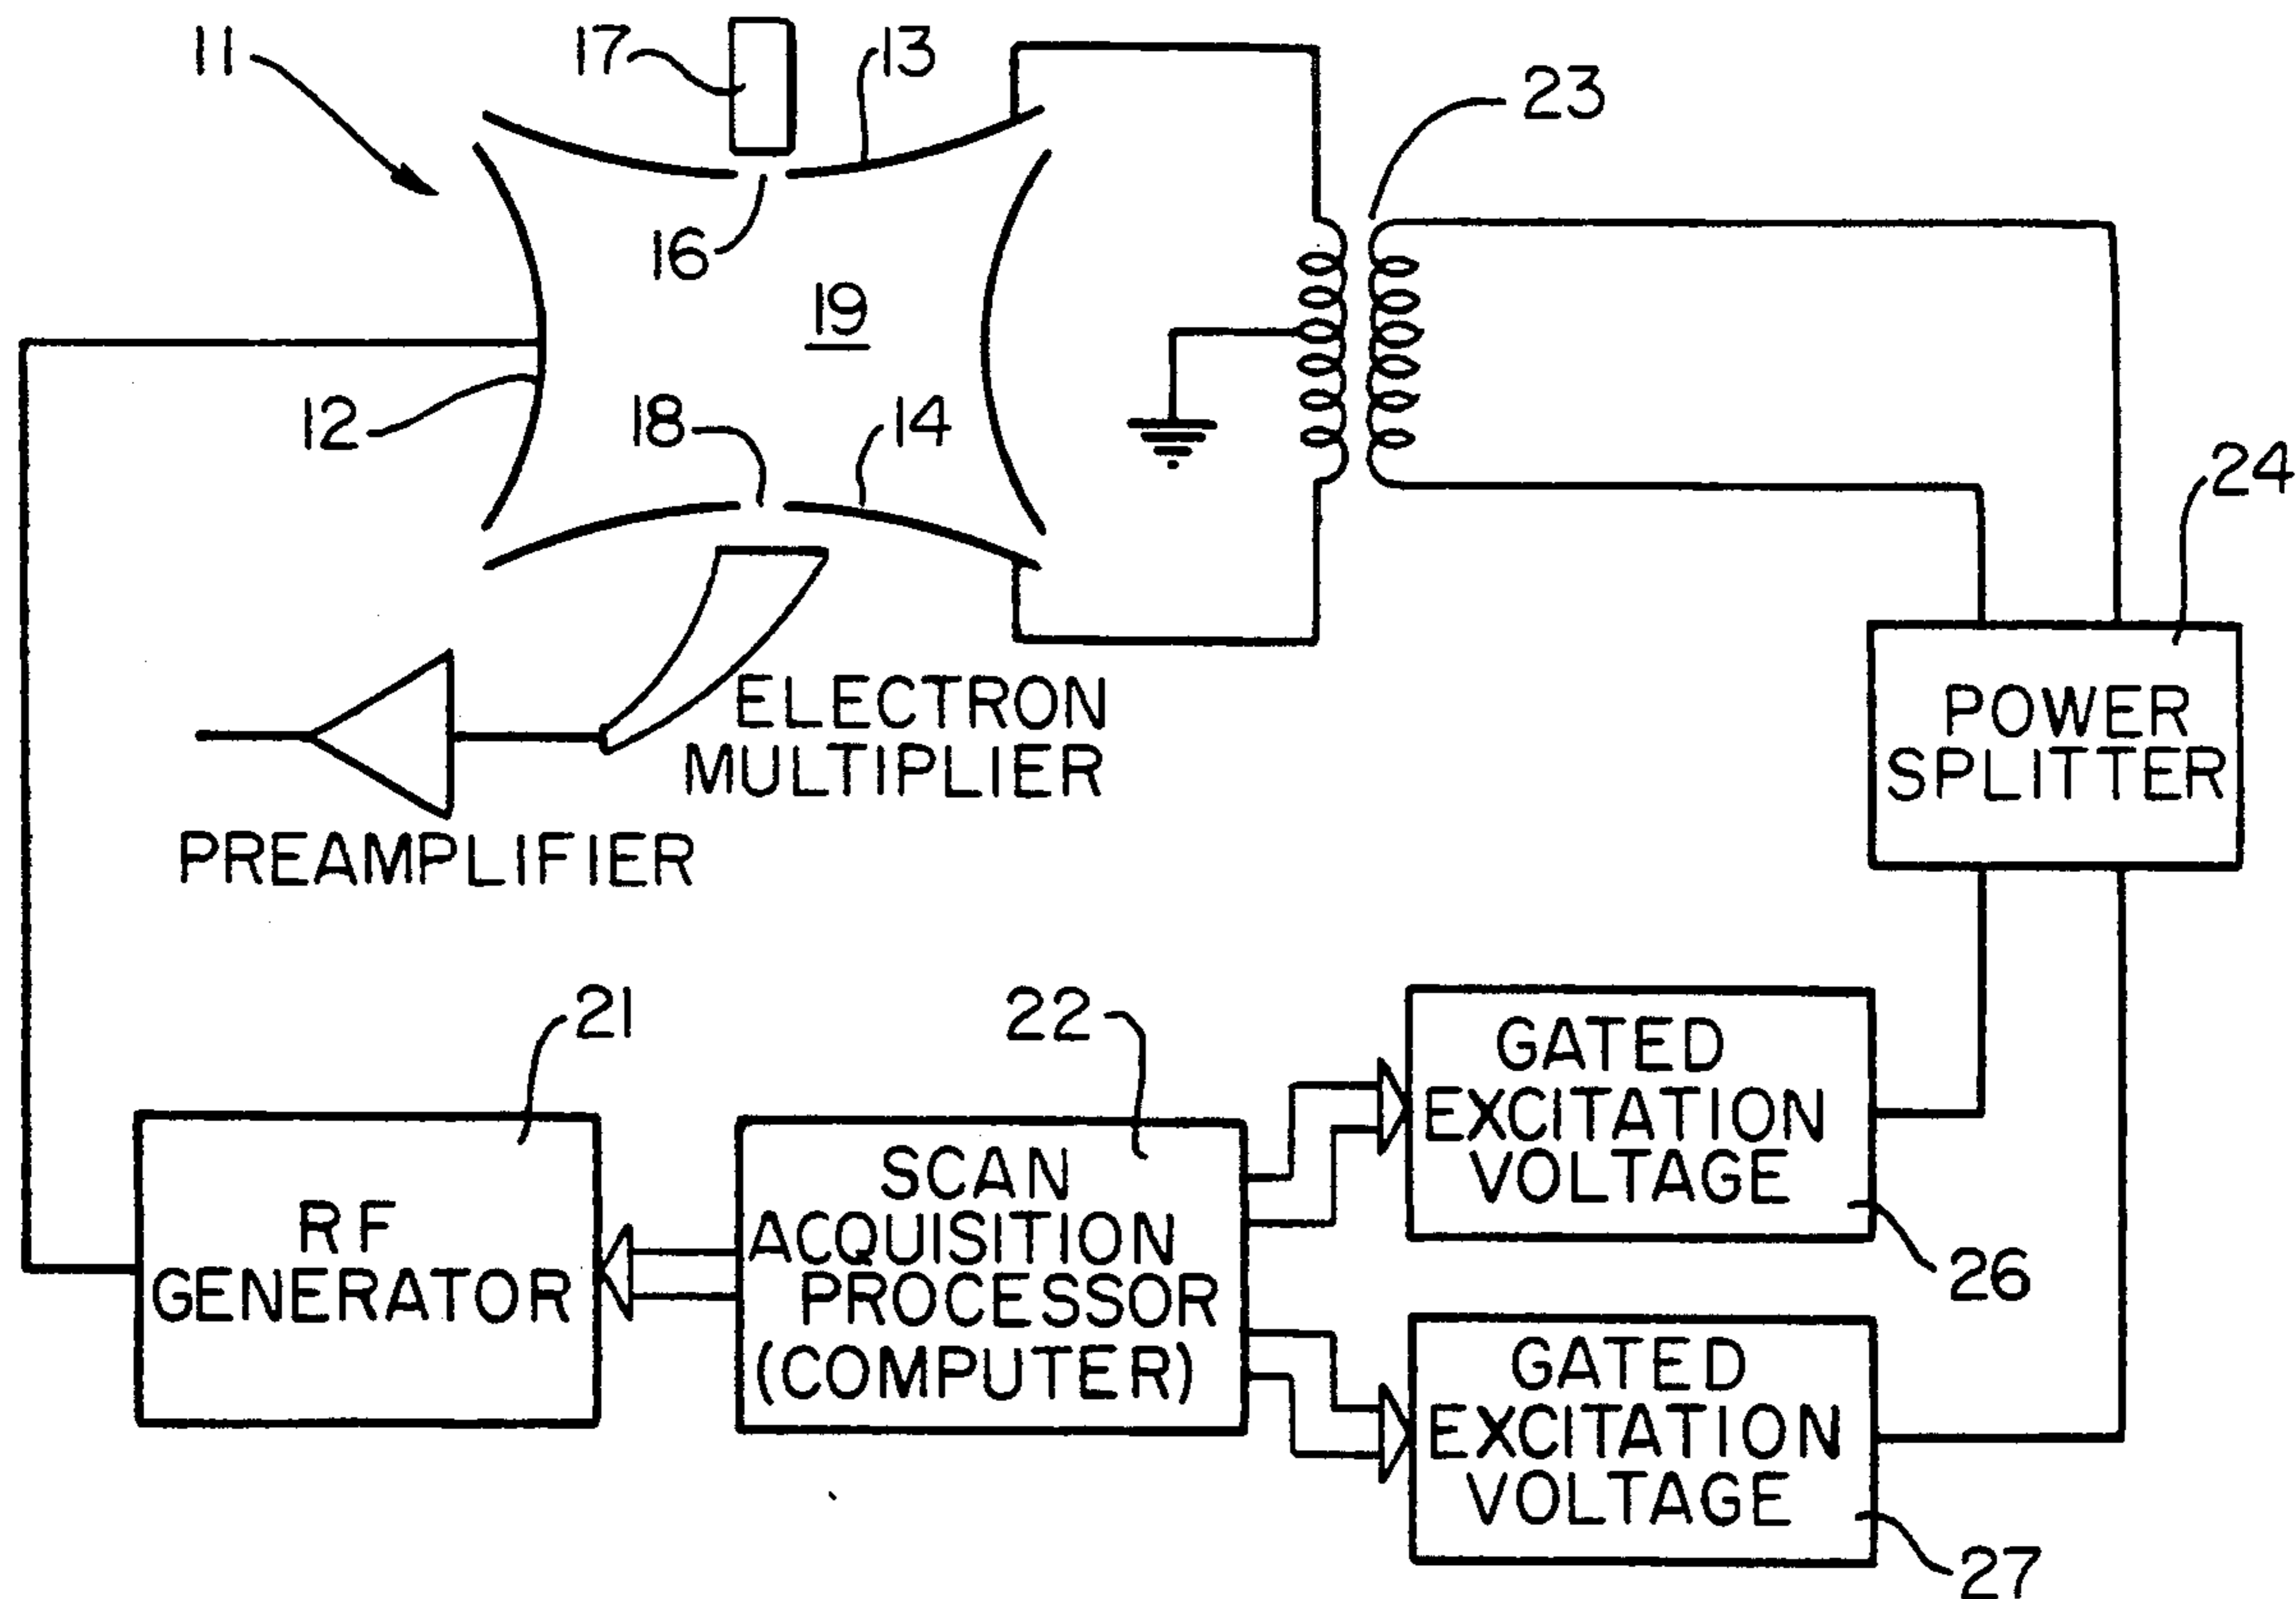 11
17
13
23
16
19
12
18
14
24
ELECTRON
MULTIPLIER
POWER
SPLITTER
PREAMPLIFIER
21
22
RF
GENERATOR
SCAN
ACQUISITION
PROCESSOR
(COMPUTER)
GATED
EXCITATION
VOLTAGE
26
GATED
EXCITATION
VOLTAGE
27